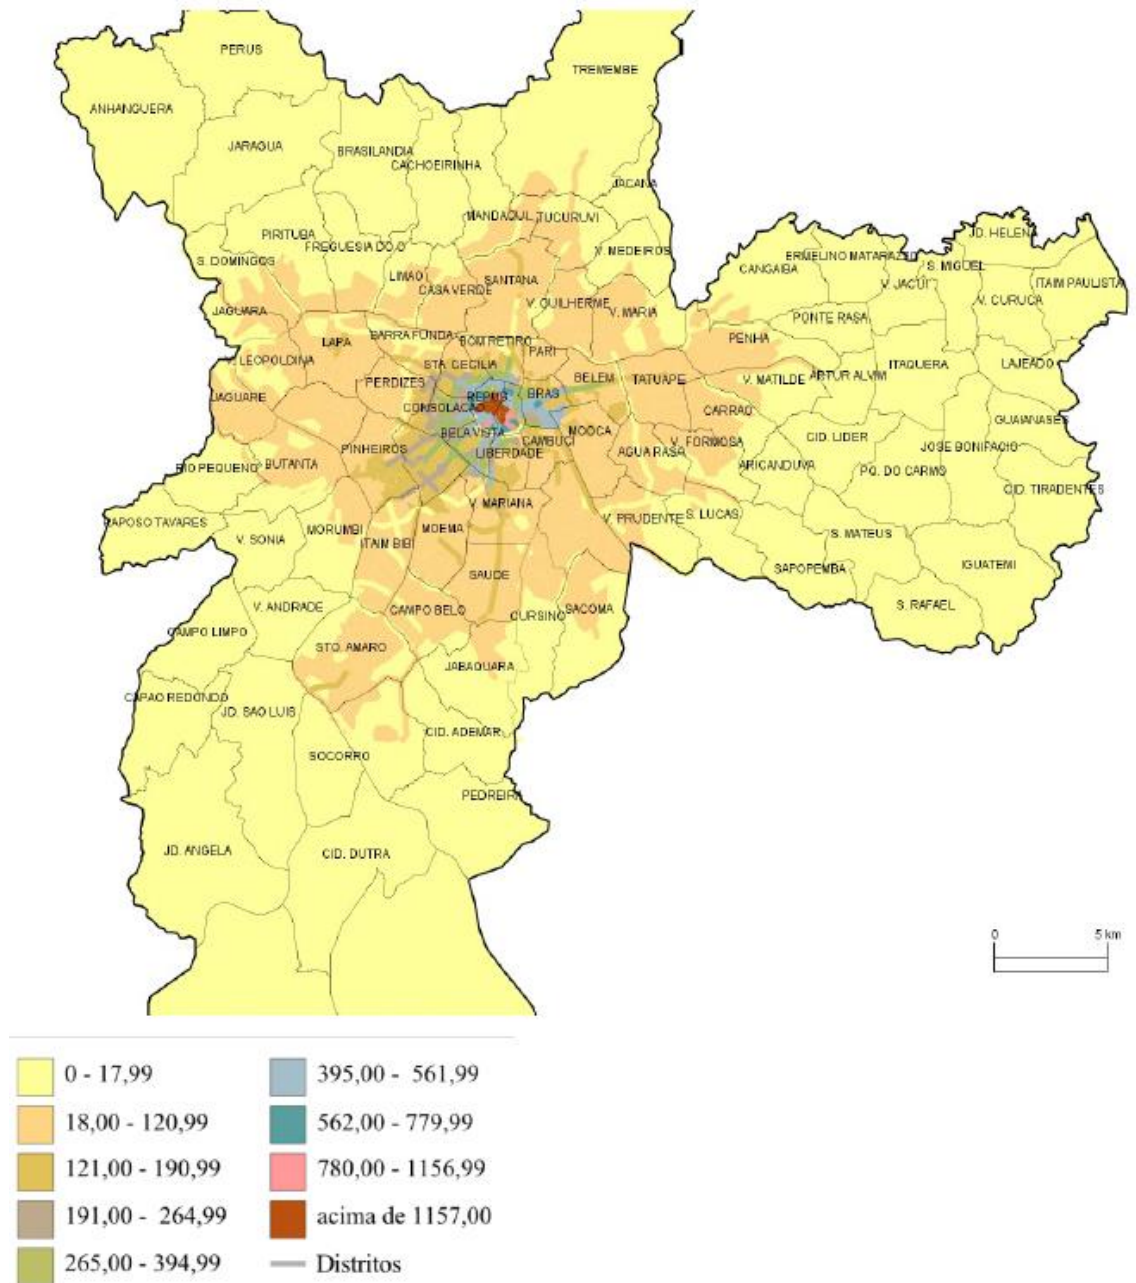 PERUS
TREMEMBE
ANHANGUERA
JARAGUA
BRASILANDIA
CACHOEIRINHA
JACANA
MANDAQUI
TUCURUVI
PIRITUBA
FREGUESIA DO O
V. MEDEIROS
JD. HELENA
S. DOMINGOS
ERMELINO MATARAZZO
CANGAIBA
S. MIGUEL
LIMAO
SANTANA
V. JACUI
ITAIM PAULISTA
CASA VERDE
V. CURUCA
V. GUILHERME
JAGUARA
V. MARIA
PONTE RASA
BARRA FUNDA
LAPA
BOM RETIRO
PENHA
PARI
V. LEOPOLDINA
STA. CECILIA
ITAQUERA
LAJEADO
PERDIZES
BELEM
TATUAPE
V. MATILDE
ARTUR ALVIM
JAGUARE
REPUB
BRAS
CONSOLACAO
CARRAO
GUAIANASES
BELA VISTA
MOOCA
CID. LIDER
CAMBUCI
V. FORMOSA
PINHEIROS
LIBERDADE
AGUA RASA
JOSE BONIFACIO
RIO PEQUENO
BUTANTA
ARICANDUVA
PQ. DO CARMO
CID. TIRADENTES
V. MARIANA
RAPOSO TAVARES
MORUMBI
MOEMA
V. PRUDENTE
S. LUCAS
V. SONIA
ITAIM BIBI
S. MATEUS
SAUDE
SAPOPEMBA
IGUATEMI
V. ANDRADE
CAMPO BELO
CURSINO
SACOMA
S. RAFAEL
CAMPO LIMPO
STO. AMARO
JABAQUARA
CAPAO REDONDO
JD. SAO LUIS
CID. ADEMAR
SOCORRO
PEDREIRA
JD. ANGELA
CID. DUTRA
0 5 km
0 - 17,99
18,00 - 120,99
121,00 - 190,99
191,00 - 264,99
265,00 - 394,99
395,00 - 561,99
562,00 - 779,99
780,00 - 1156,99
acima de 1157,00
Distritos